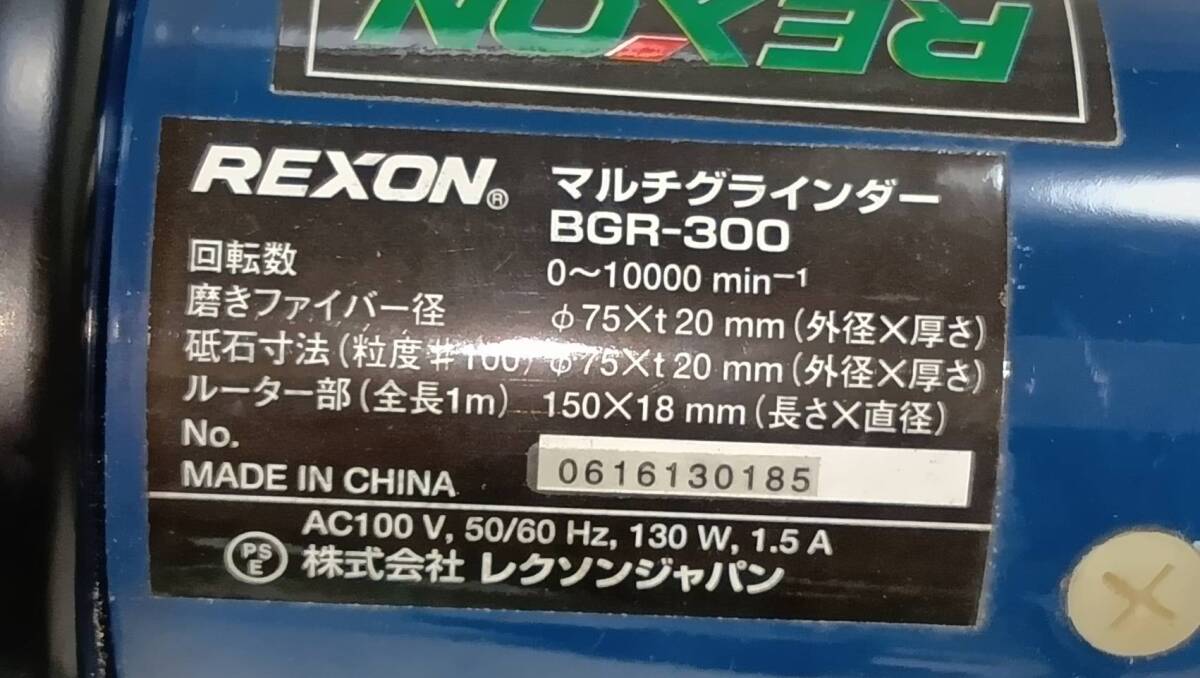 REXON
REXON® マルチグラインダー
BGR-300
回転数 0～10000 min⁻¹
磨きファイバー径 φ75×t 20 mm (外径×厚さ)
砥石寸法 (粒度#100) φ75×t 20 mm (外径×厚さ)
ルーター部 (全長1m) 150×18 mm (長さ×直径)
No. 0616130185
MADE IN CHINA
AC100 V, 50/60 Hz, 130 W, 1.5 A
PSE 株式会社 レクソンジャパン